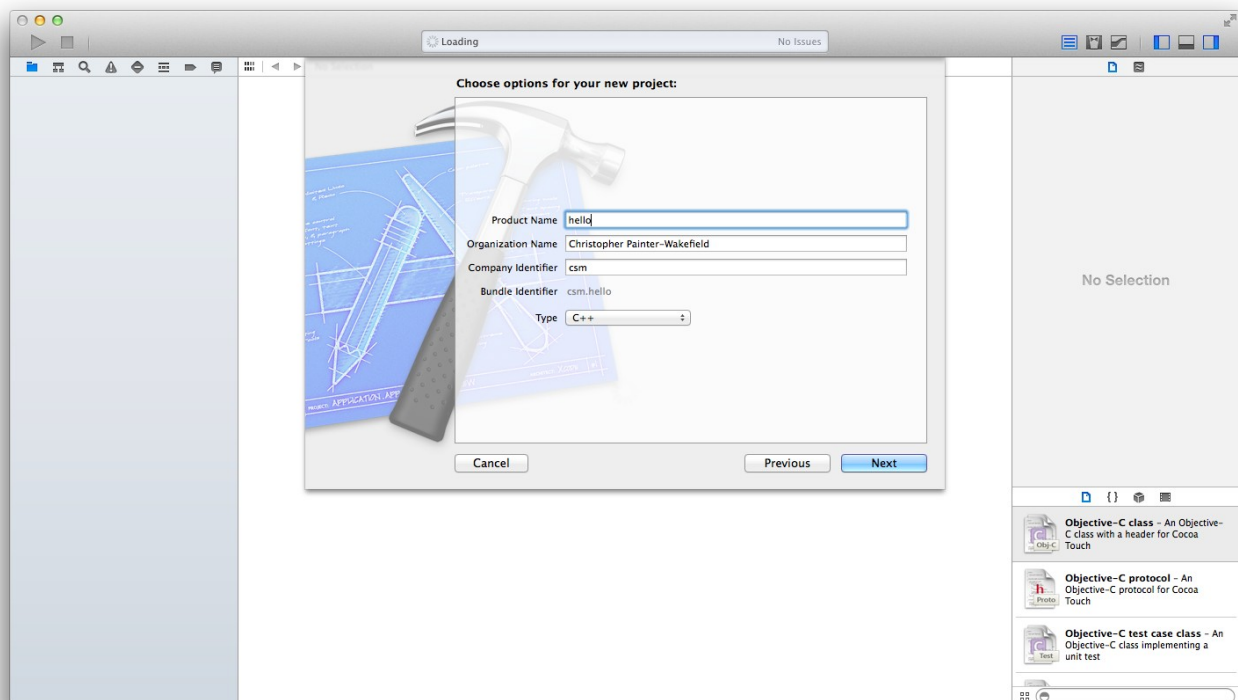 Loading
No Issues
Choose options for your new project:
Product Name hello
Organization Name Christopher Painter-Wakefield
Company Identifier csm
Bundle Identifier csm.hello
Type C++
Cancel
Previous
Next
PROJECT: APPLICATION.APP
No Selection
Objective-C class - An Objective-
C class with a header for Cocoa
Touch
Obj-C
Objective-C protocol - An
Objective-C protocol for Cocoa
Touch
h
Proto
Objective-C test case class - An
Objective-C class implementing a
unit test
Test